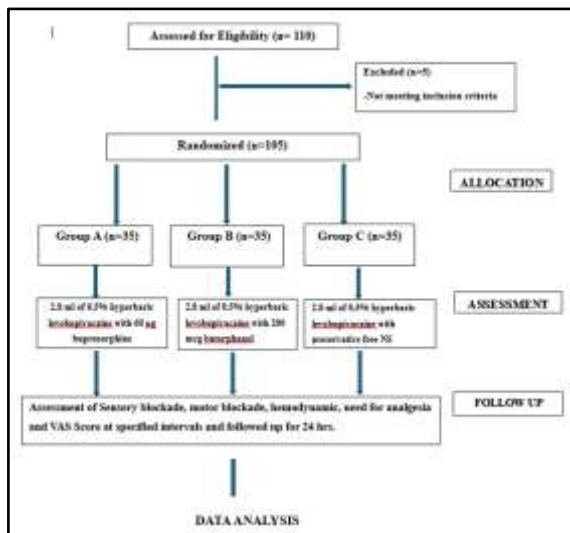 Assessed for Eligibility (n= 110)
Excluded (n=5)
-Not meeting inclusion criteria
Randomized (n=105)
ALLOCATION
Group A (n=35)
Group B (n=35)
Group C (n=35)
2.8 ml of 0.5% hyperbaric
levobupivacaine with 60 µg
buprenorphine
2.8 ml of 0.5% hyperbaric
levobupivacaine with 200
mcg butorphanol
2.8 ml of 0.5% hyperbaric
levobupivacaine with
preservative free NS
ASSESSMENT
Assessment of Sensory blockade, motor blockade, hemodynamic, need for analgesia
and VAS Score at specified intervals and followed up for 24 hrs.
FOLLOW UP
DATA ANALYSIS